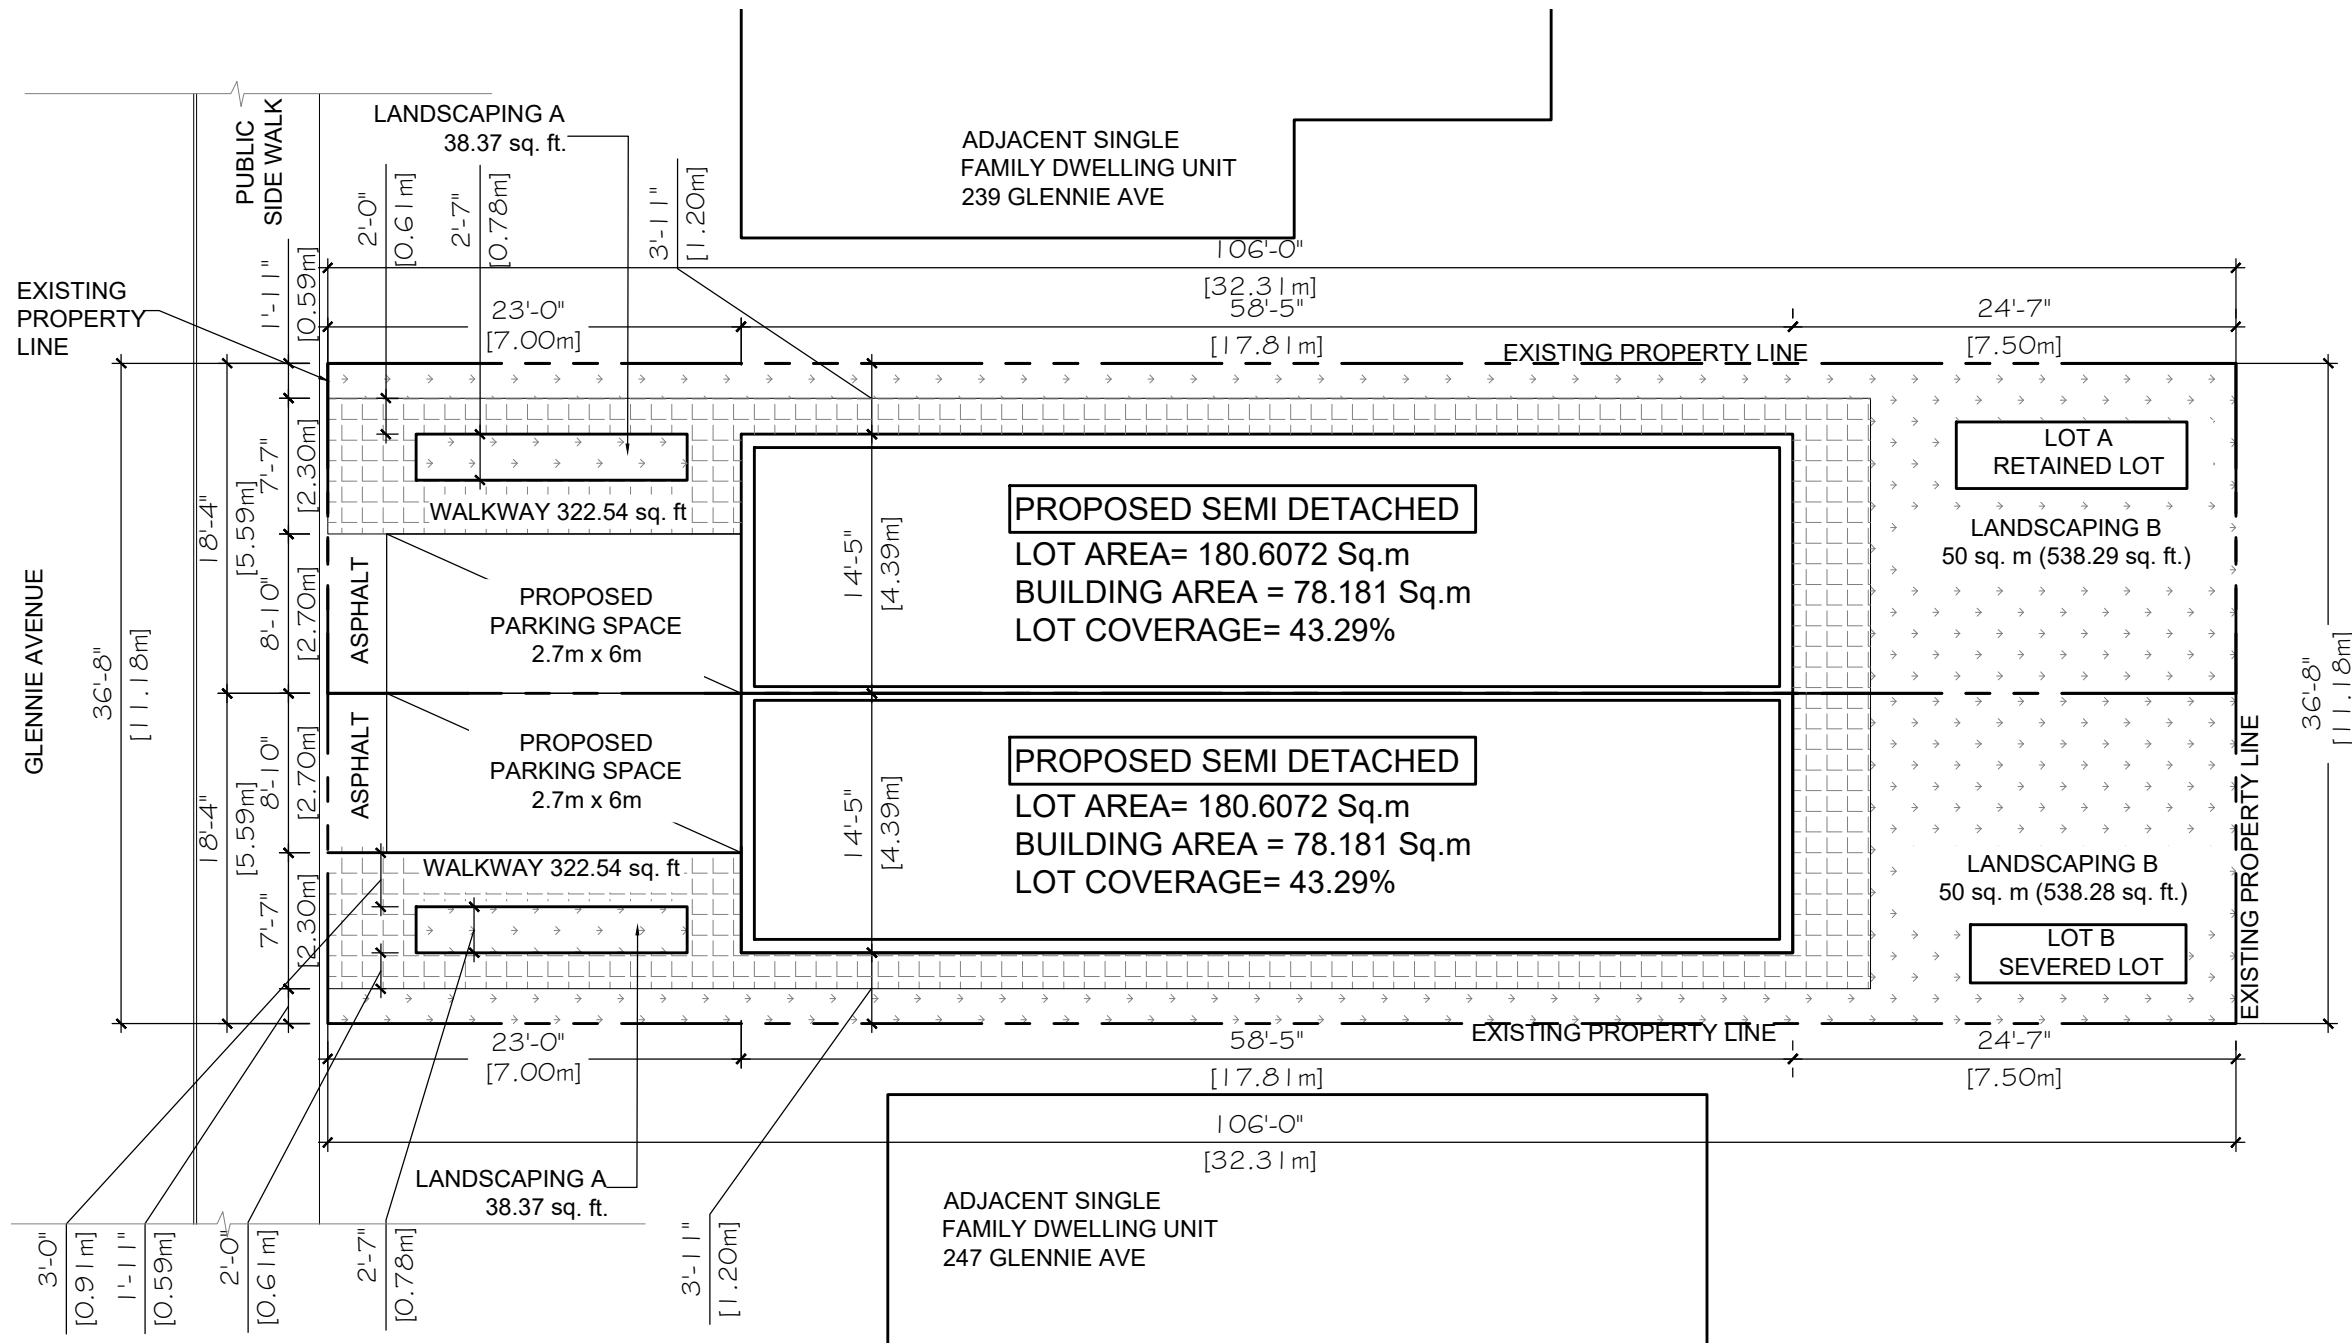 PUBLIC
SIDE WALK
LANDSCAPING A
38.37 sq. ft.
ADJACENT SINGLE
FAMILY DWELLING UNIT
239 GLENNIE AVE
2'-0"
[0.61m]
2'-7"
[0.78m]
3'-11"
[1.20m]
1'-11"
[0.59m]
106'-0"
[32.31m]
EXISTING
PROPERTY
LINE
23'-0"
[7.00m]
58'-5"
[17.81m]
24'-7"
[7.50m]
EXISTING PROPERTY LINE
GLENNIE AVENUE
36'-8"
[11.18m]
18'-4"
[5.59m]
7'-7"
[2.30m]
8'-10"
[2.70m]
18'-4"
[5.59m]
8'-10"
[2.70m]
7'-7"
[2.30m]
WALKWAY 322.54 sq. ft
ASPHALT
PROPOSED
PARKING SPACE
2.7m x 6m
14'-5"
[4.39m]
PROPOSED SEMI DETACHED
LOT AREA= 180.6072 Sq.m
BUILDING AREA = 78.181 Sq.m
LOT COVERAGE= 43.29%
LOT A
RETAINED LOT
LANDSCAPING B
50 sq. m (538.29 sq. ft.)
36'-8"
[11.18m]
ASPHALT
PROPOSED
PARKING SPACE
2.7m x 6m
WALKWAY 322.54 sq. ft
14'-5"
[4.39m]
PROPOSED SEMI DETACHED
LOT AREA= 180.6072 Sq.m
BUILDING AREA = 78.181 Sq.m
LOT COVERAGE= 43.29%
LANDSCAPING B
50 sq. m (538.28 sq. ft.)
LOT B
SEVERED LOT
EXISTING PROPERTY LINE
EXISTING PROPERTY LINE
23'-0"
[7.00m]
58'-5"
[17.81m]
24'-7"
[7.50m]
106'-0"
[32.31m]
LANDSCAPING A
38.37 sq. ft.
3'-0"
[0.91m]
1'-11"
[0.59m]
2'-0"
[0.61m]
2'-7"
[0.78m]
3'-11"
[1.20m]
ADJACENT SINGLE
FAMILY DWELLING UNIT
247 GLENNIE AVE